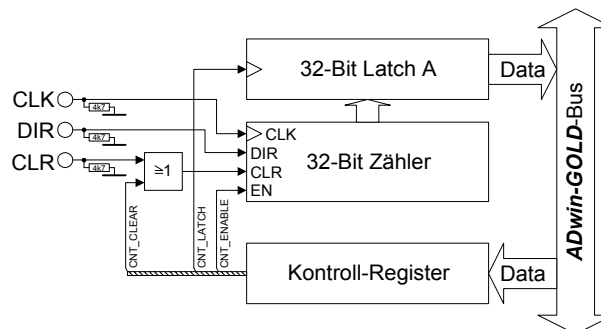 32-Bit Latch A
Data
CLK
4k7
DIR
4k7
CLR
4k7
≥1
CLK
DIR
CLR
EN
32-Bit Zähler
CNT_CLEAR
CNT_LATCH
CNT_ENABLE
Kontroll-Register
Data
ADwin-GOLD-Bus